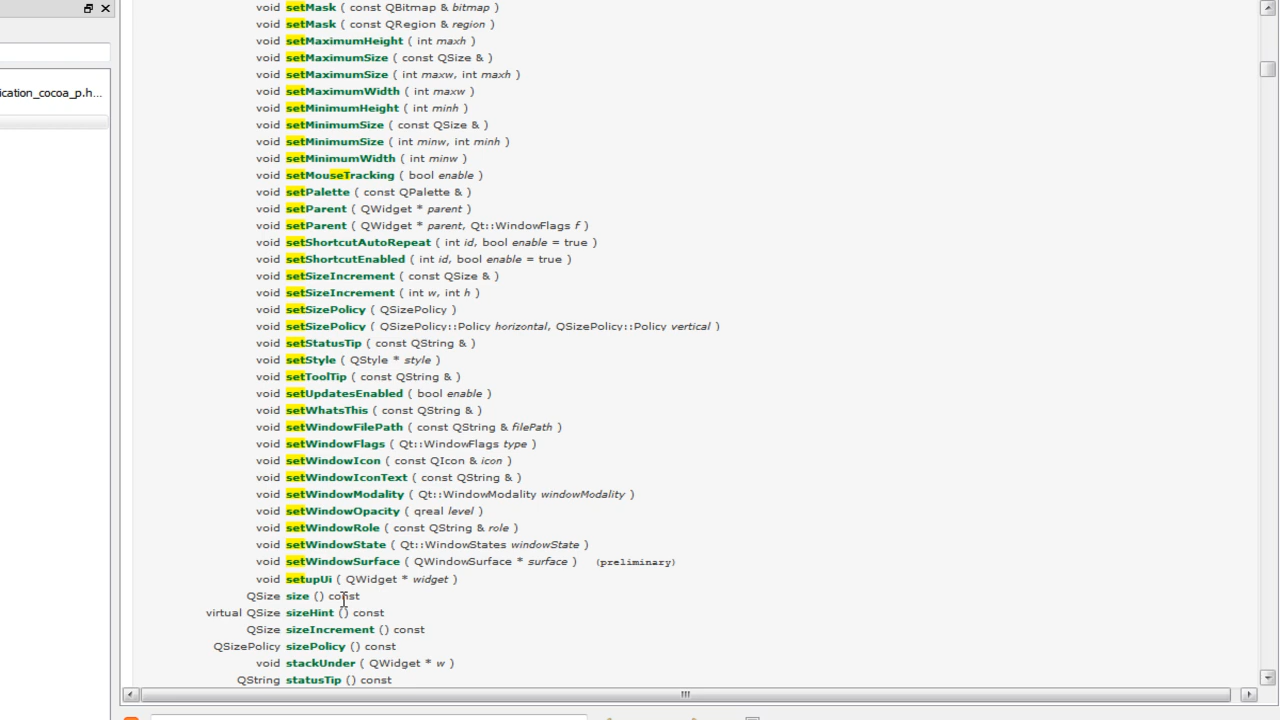 void setMask ( const QBitmap & bitmap )
void setMask ( const QRegion & region )
void setMaximumHeight ( int maxh )
void setMaximumSize ( const QSize & )
void setMaximumSize ( int maxw, int maxh )
void setMaximumWidth ( int maxw )
ication_cocoa_p.h...
void setMinimumHeight ( int minh )
void setMinimumSize ( const QSize & )
void setMinimumSize ( int minw, int minh )
void setMinimumWidth ( int minw )
void setMouseTracking ( bool enable )
void setPalette ( const QPalette & )
void setParent ( QWidget * parent )
void setParent ( QWidget * parent, Qt::WindowFlags f )
void setShortcutAutoRepeat ( int id, bool enable = true )
void setShortcutEnabled ( int id, bool enable = true )
void setSizeIncrement ( const QSize & )
void setSizeIncrement ( int w, int h )
void setSizePolicy ( QSizePolicy )
void setSizePolicy ( QSizePolicy::Policy horizontal, QSizePolicy::Policy vertical )
void setStatusTip ( const QString & )
void setStyle ( QStyle * style )
void setToolTip ( const QString & )
void setUpdatesEnabled ( bool enable )
void setWhatsThis ( const QString & )
void setWindowFilePath ( const QString & filePath )
void setWindowFlags ( Qt::WindowFlags type )
void setWindowIcon ( const QIcon & icon )
void setWindowIconText ( const QString & )
void setWindowModality ( Qt::WindowModality windowModality )
void setWindowOpacity ( qreal level )
void setWindowRole ( const QString & role )
void setWindowState ( Qt::WindowStates windowState )
void setWindowSurface ( QWindowSurface * surface ) (preliminary)
void setupUi ( QWidget * widget )
QSize size () const
virtual QSize sizeHint () const
QSize sizeIncrement () const
QSizePolicy sizePolicy () const
void stackUnder ( QWidget * w )
QString statusTip () const